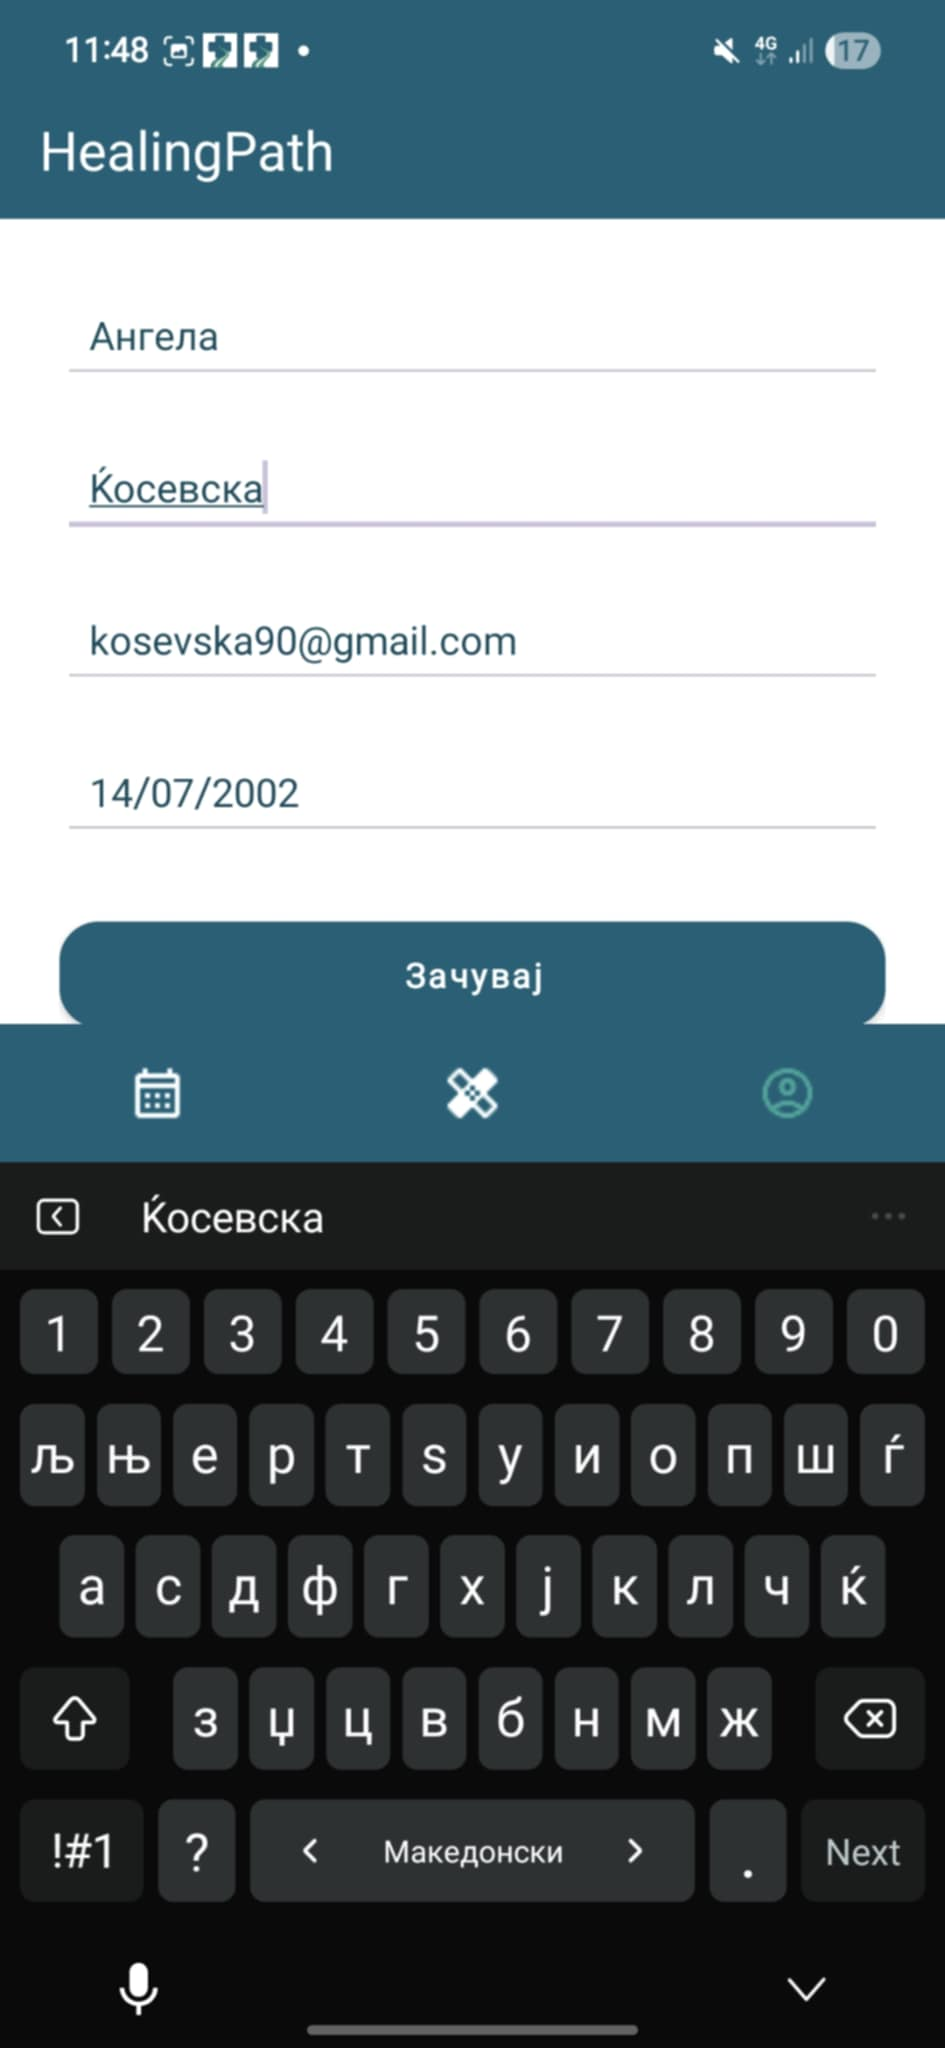 11:48
4G
17
HealingPath
Ангела
Ќосевска
kosevska90@gmail.com
14/07/2002
Зачувај
Ќосевска
...
1 2 3 4 5 6 7 8 9 0
љ њ е р т ѕ у и о п ш ѓ
а с д ф г х ј к л ч ќ
з џ ц в б н м ж
!#1 ? < Македонски > . Next